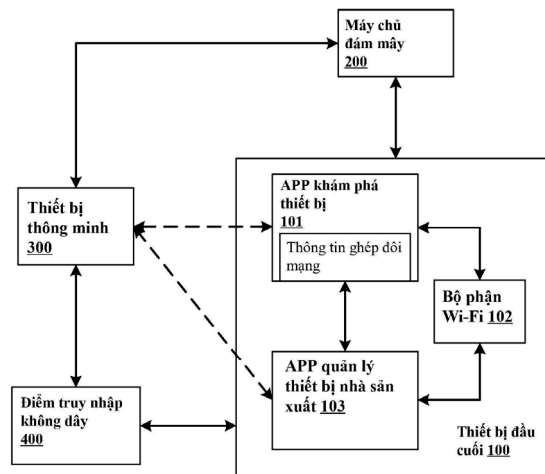 Máy chủ
đám mây
200
APP khám phá
thiết bị
101
Thông tin ghép đôi
mạng
Thiết bị
thông minh
300
Bộ phận
Wi-Fi 102
APP quản lý
thiết bị nhà sản
xuất 103
Điểm truy nhập
không dây
400
Thiết bị đầu
cuối 100